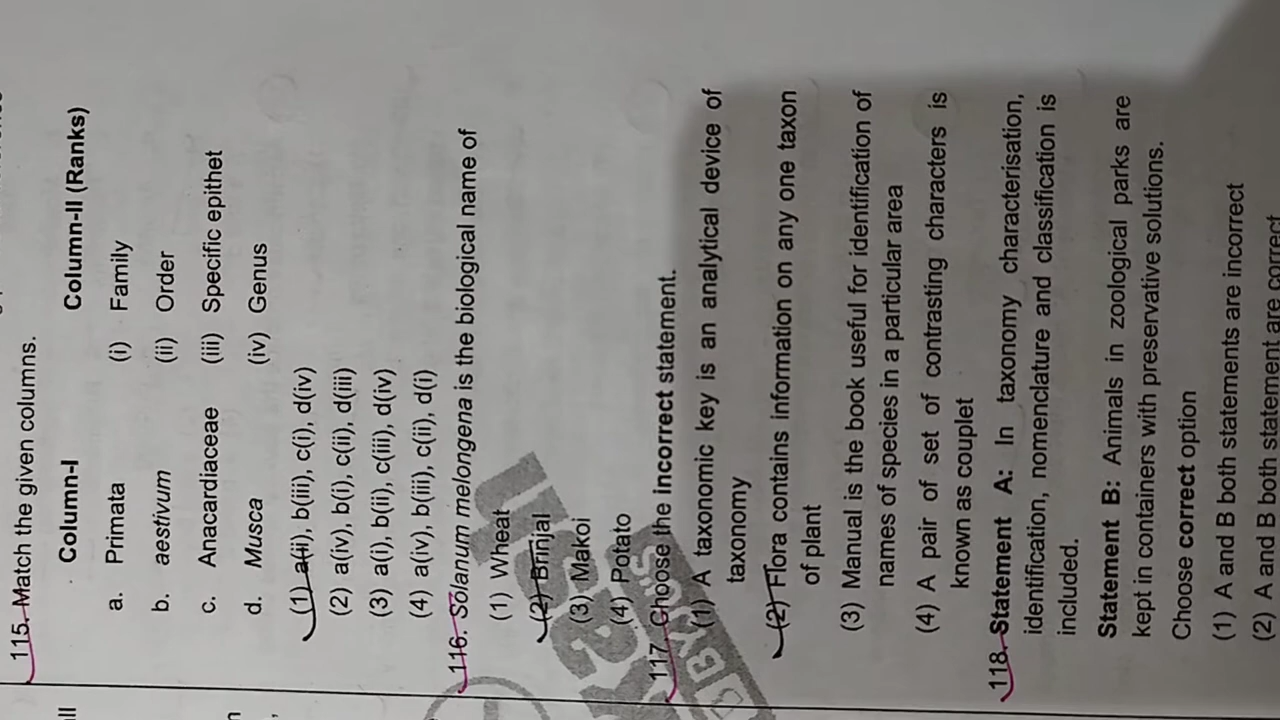 115. Match the given columns.
Column-I Column-II (Ranks)
a. Primata (i) Family
b. aestivum (ii) Order
c. Anacardiaceae (iii) Specific epithet
d. Musca (iv) Genus
(1) a(ii), b(iii), c(i), d(iv)
(2) a(iv), b(i), c(ii), d(iii)
(3) a(i), b(ii), c(iii), d(iv)
(4) a(iv), b(iii), c(ii), d(i)
116. Solanum melongena is the biological name of
(1) Wheat
(2) Brinjal
(3) Makoi
(4) Potato
117. Choose the incorrect statement.
(1) A taxonomic key is an analytical device of
taxonomy
(2) Flora contains information on any one taxon
of plant
(3) Manual is the book useful for identification of
names of species in a particular area
(4) A pair of set of contrasting characters is
known as couplet
118. Statement A: In taxonomy characterisation,
identification, nomenclature and classification is
included.
Statement B: Animals in zoological parks are
kept in containers with preservative solutions.
Choose correct option
(1) A and B both statements are incorrect
(2) A and B both statement are correct
BYJU'S